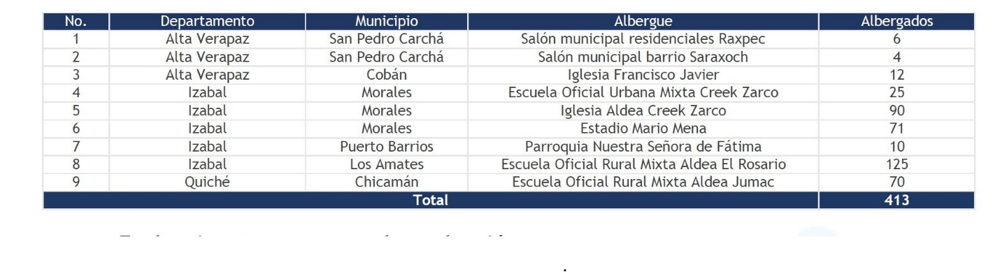 No. Departamento Municipio Albergue Albergados
1 Alta Verapaz San Pedro Carchá Salón municipal residenciales Raxpec 6
2 Alta Verapaz San Pedro Carchá Salón municipal barrio Saraxoch 4
3 Alta Verapaz Cobán Iglesia Francisco Javier 12
4 Izabal Morales Escuela Oficial Urbana Mixta Creek Zarco 25
5 Izabal Morales Iglesia Aldea Creek Zarco 90
6 Izabal Morales Estadio Mario Mena 71
7 Izabal Puerto Barrios Parroquia Nuestra Señora de Fátima 10
8 Izabal Los Amates Escuela Oficial Rural Mixta Aldea El Rosario 125
9 Quiché Chicamán Escuela Oficial Rural Mixta Aldea Jumac 70
Total 413